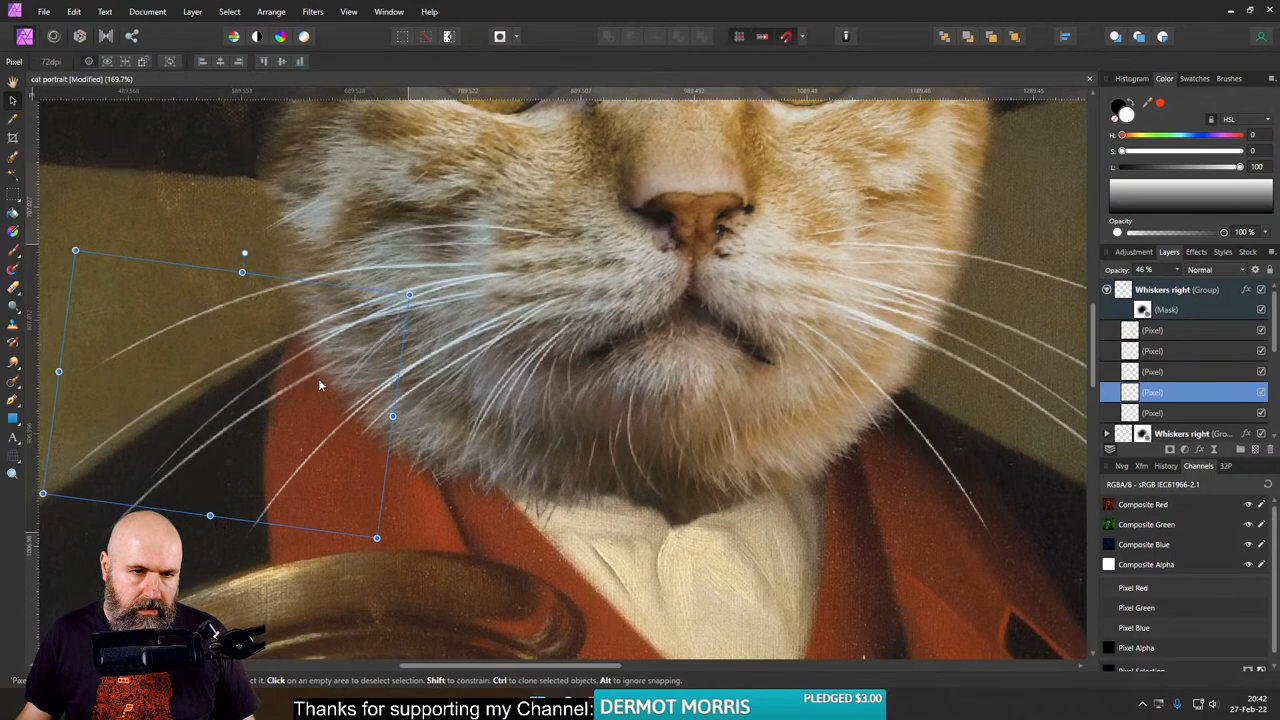 File Edit Text Document Layer Select Arrange Filters View Window Help
Pixel 72dpi
cat portrait [Modified] (169.7%)
Histogram Color Swatches Brushes
HSL
H: 0
S: 0
L: 100
Opacity
100 %
Adjustment Layers Effects Styles Stock
Opacity: 46 % Normal
Whiskers right (Group)
(Mask)
(Pixel)
(Pixel)
(Pixel)
(Pixel)
(Pixel)
Whiskers right (Gro...
Nvg Xfm History Channels 32P
RGBA/8 - sRGB IEC61966-2.1
Composite Red
Composite Green
Composite Blue
Composite Alpha
Pixel Red
Pixel Green
Pixel Blue
Pixel Alpha
Pixel Selection
ect it. Click on an empty area to deselect selection. Shift to constrain. Ctrl to clone selected objects. Alt to ignore snapping.
Thanks for supporting my Channel: DERMOT MORRIS PLEDGED $3.00
20:42
27-Feb-22